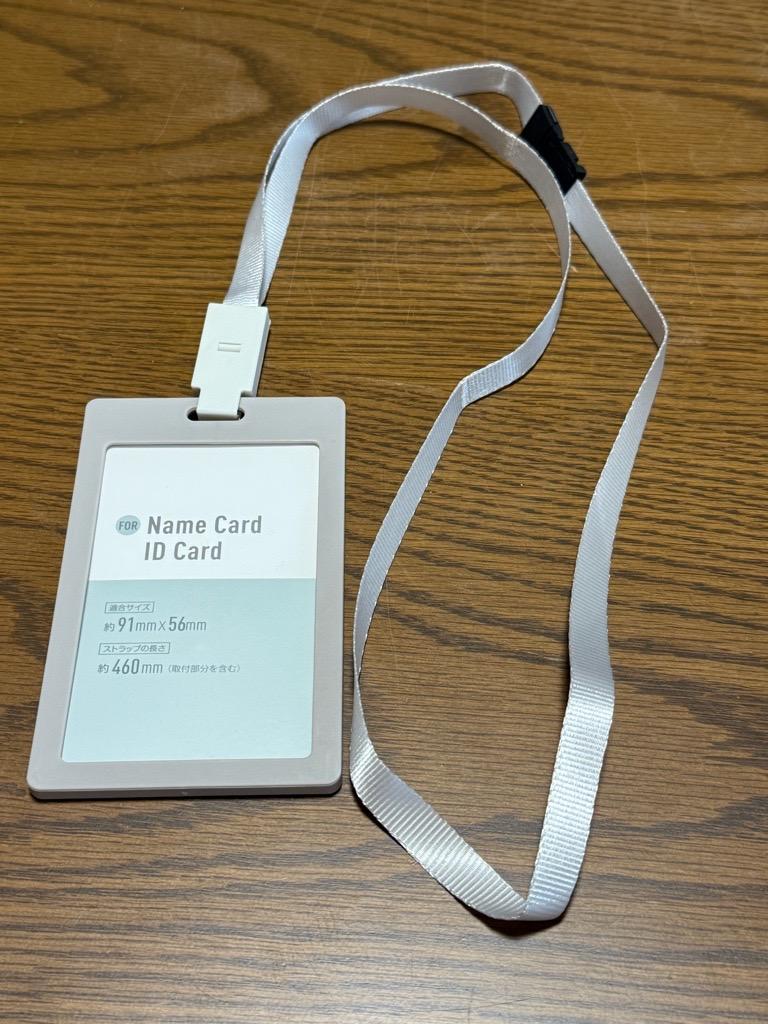 FOR Name Card
ID Card
適合サイズ
約91mm×56mm
ストラップの長さ
約460mm（取付部分を含む）